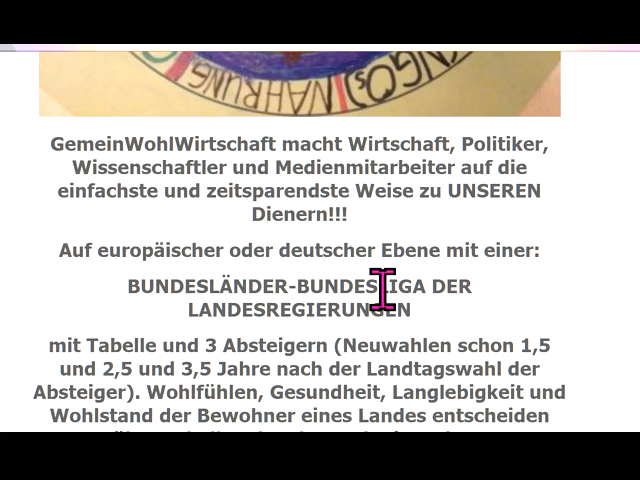 NAHRUNG
NGOs
GemeinWohlWirtschaft macht Wirtschaft, Politiker,
Wissenschaftler und Medienmitarbeiter auf die
einfachste und zeitsparendste Weise zu UNSEREN
Dienern!!!
Auf europäischer oder deutscher Ebene mit einer:
BUNDESLÄNDER-BUNDESLIGA DER
LANDESREGIERUNGEN
mit Tabelle und 3 Absteigern (Neuwahlen schon 1,5
und 2,5 und 3,5 Jahre nach der Landtagswahl der
Absteiger). Wohlfühlen, Gesundheit, Langlebigkeit und
Wohlstand der Bewohner eines Landes entscheiden